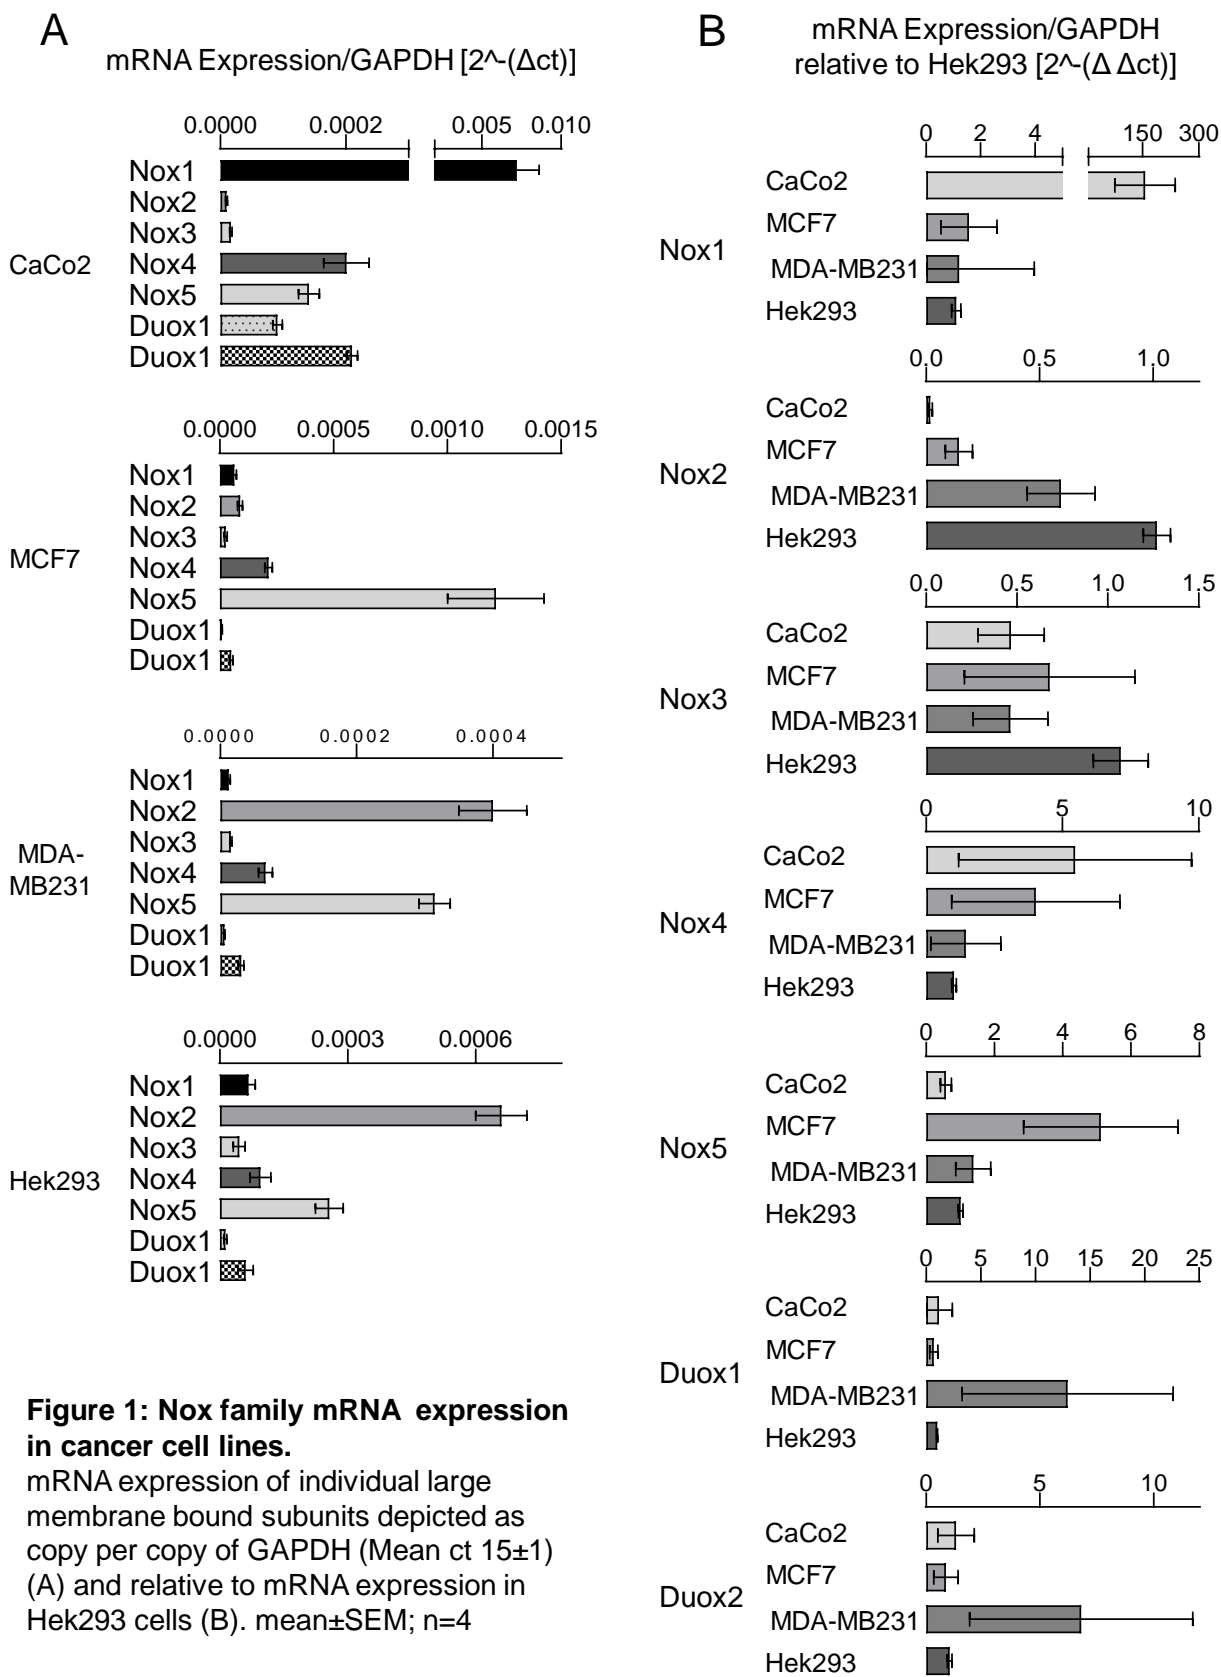 A
mRNA Expression/GAPDH [2^-(Δct)]
0.0000 0.0002 0.005 0.010
CaCo2
Nox1
Nox2
Nox3
Nox4
Nox5
Duox1
Duox1
0.0000 0.0005 0.0010 0.0015
MCF7
Nox1
Nox2
Nox3
Nox4
Nox5
Duox1
Duox1
0.0000 0.0002 0.0004
MDA-
MB231
Nox1
Nox2
Nox3
Nox4
Nox5
Duox1
Duox1
0.0000 0.0003 0.0006
Hek293
Nox1
Nox2
Nox3
Nox4
Nox5
Duox1
Duox1
Figure 1: Nox family mRNA expression
in cancer cell lines.
mRNA expression of individual large
membrane bound subunits depicted as
copy per copy of GAPDH (Mean ct 15±1)
(A) and relative to mRNA expression in
Hek293 cells (B). mean±SEM; n=4
B
mRNA Expression/GAPDH
relative to Hek293 [2^-(Δ Δct)]
0 2 4 150 300
Nox1
CaCo2
MCF7
MDA-MB231
Hek293
0.0 0.5 1.0
Nox2
CaCo2
MCF7
MDA-MB231
Hek293
0.0 0.5 1.0 1.5
Nox3
CaCo2
MCF7
MDA-MB231
Hek293
0 5 10
Nox4
CaCo2
MCF7
MDA-MB231
Hek293
0 2 4 6 8
Nox5
CaCo2
MCF7
MDA-MB231
Hek293
0 5 10 15 20 25
Duox1
CaCo2
MCF7
MDA-MB231
Hek293
0 5 10
Duox2
CaCo2
MCF7
MDA-MB231
Hek293